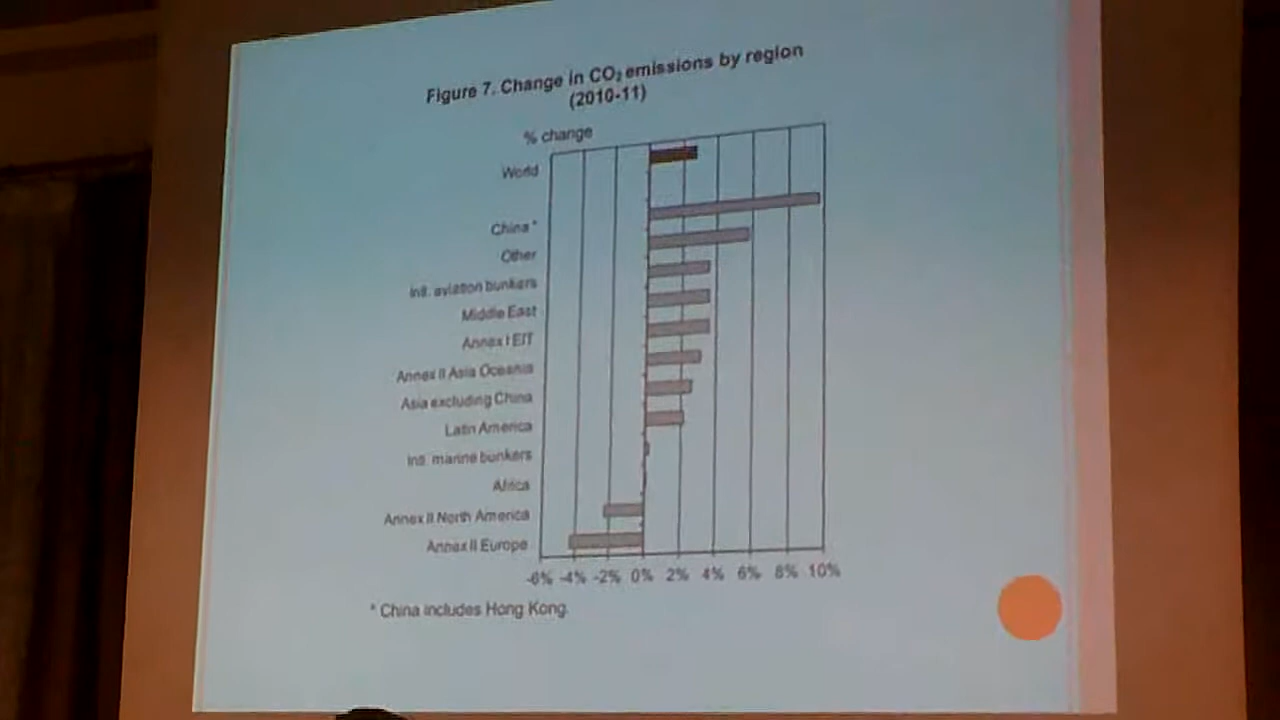 Figure 7. Change in CO₂ emissions by region
(2010-11)
% change
World
China *
Other
Intl. aviation bunkers
Middle East
Annex I EIT
Annex II Asia Oceania
Asia excluding China
Latin America
Intl. marine bunkers
Africa
Annex II North America
Annex II Europe
-6% -4% -2% 0% 2% 4% 6% 8% 10%
* China includes Hong Kong.